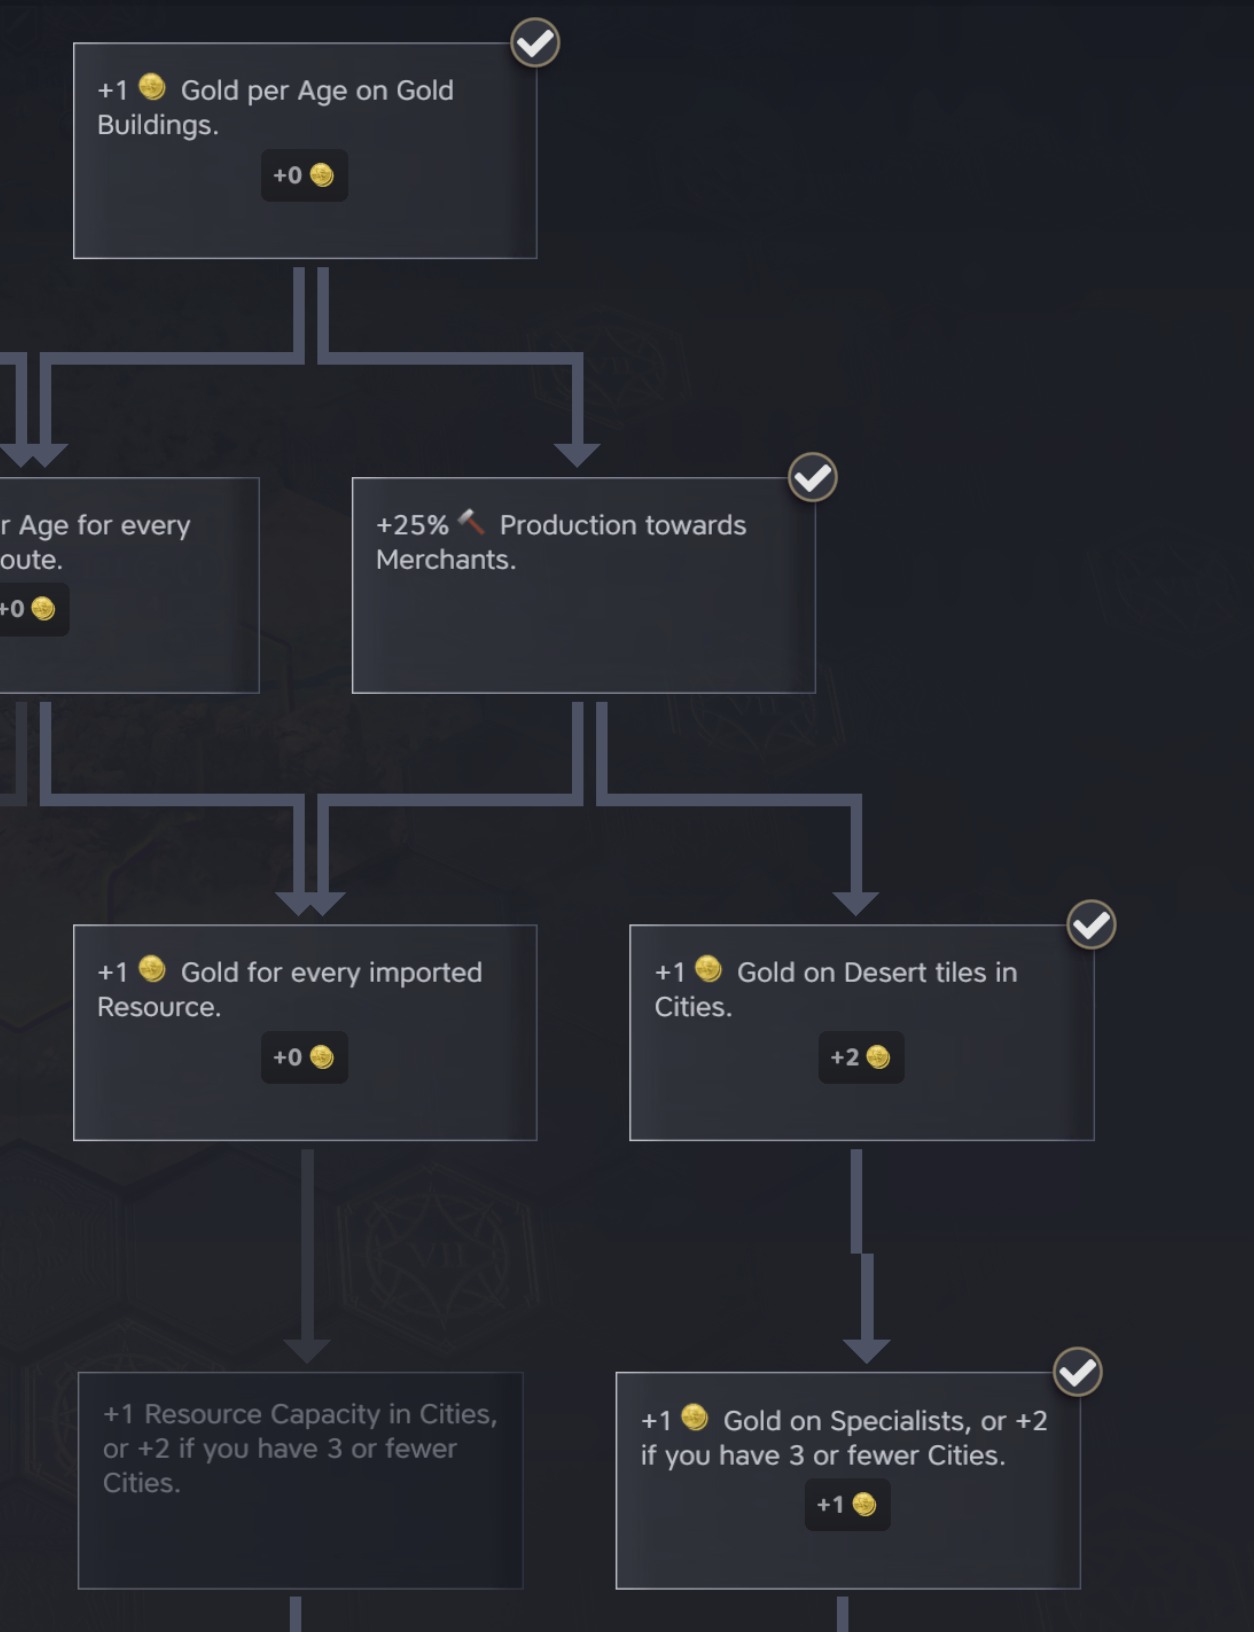 +1 Gold per Age on Gold
Buildings.
+0
r Age for every
oute.
+0
+25% Production towards
Merchants.
+1 Gold for every imported
Resource.
+0
+1 Gold on Desert tiles in
Cities.
+2
VII
+1 Resource Capacity in Cities,
or +2 if you have 3 or fewer
Cities.
+1 Gold on Specialists, or +2
if you have 3 or fewer Cities.
+1